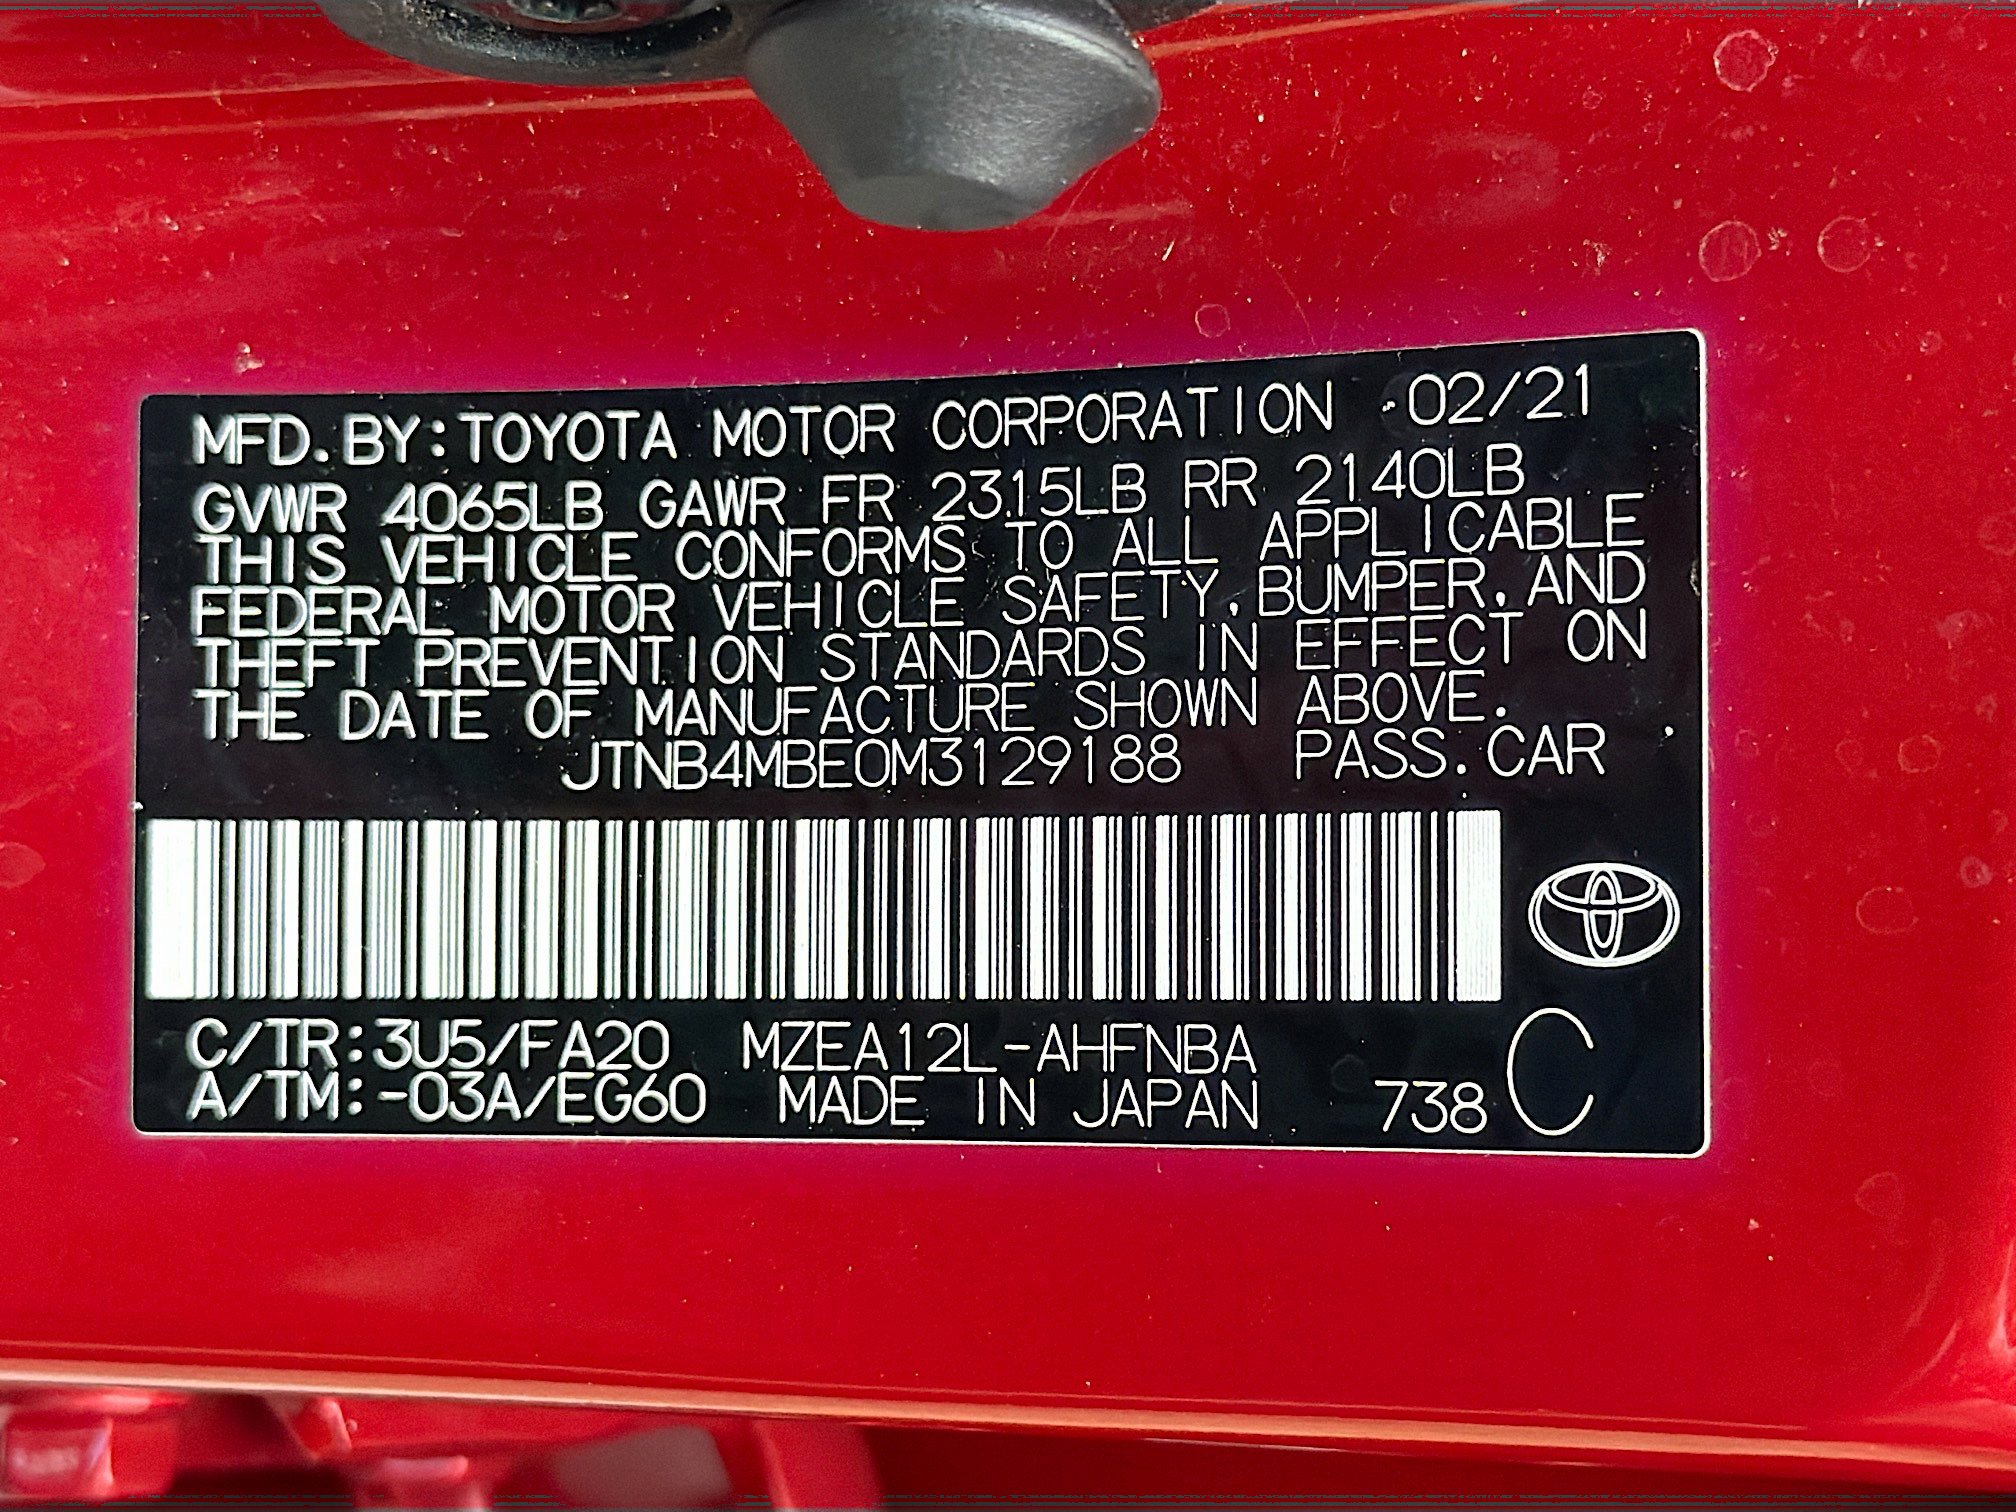 MFD. BY: TOYOTA MOTOR CORPORATION 02/21
GVWR 4065LB GAWR FR 2315LB RR 2140LB
THIS VEHICLE CONFORMS TO ALL APPLICABLE
FEDERAL MOTOR VEHICLE SAFETY, BUMPER, AND
THEFT PREVENTION STANDARDS IN EFFECT ON
THE DATE OF MANUFACTURE SHOWN ABOVE.
JTNB4MBE0M3129188 PASS. CAR
C/TR: 3U5/FA20 MZEA12L-AHFNBA C
A/TM: -03A/EG60 MADE IN JAPAN 738